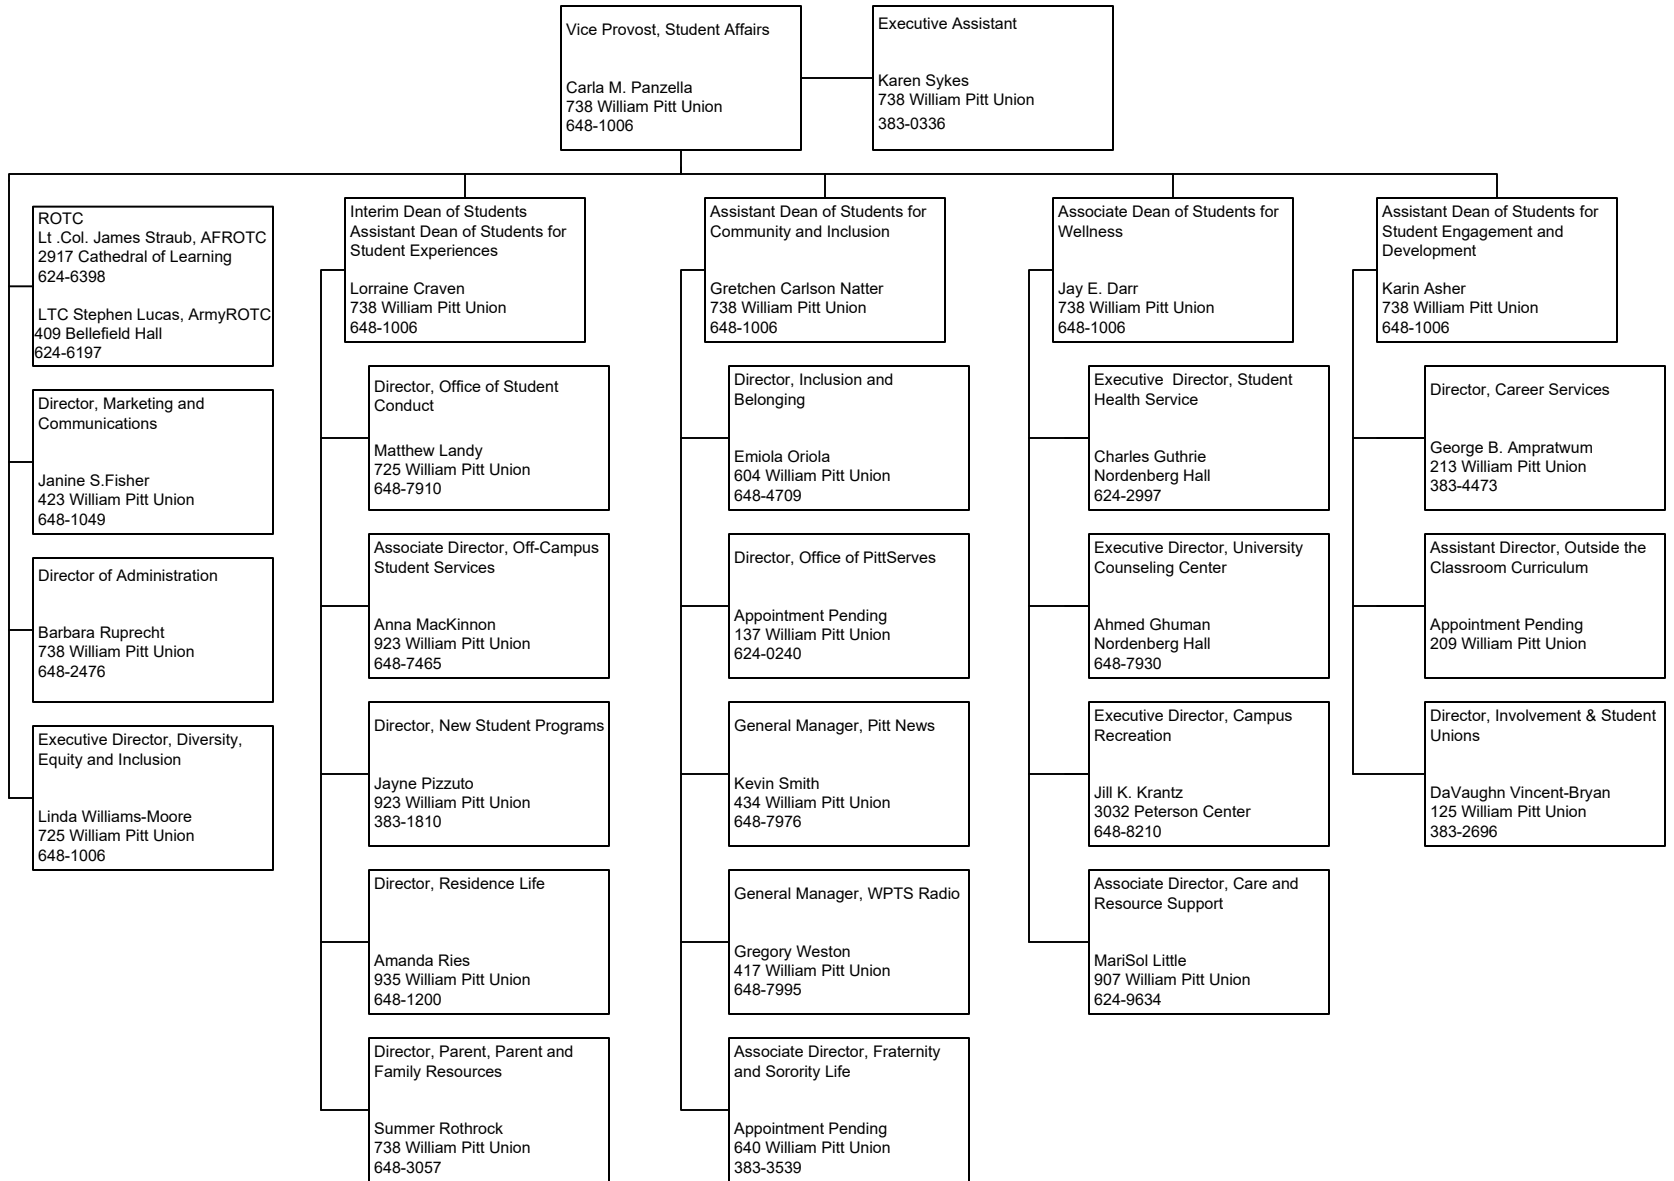 Vice Provost, Student Affairs
Carla M. Panzella
738 William Pitt Union
648-1006
Executive Assistant
Karen Sykes
738 William Pitt Union
383-0336
ROTC
Lt .Col. James Straub, AFROTC
2917 Cathedral of Learning
624-6398
LTC Stephen Lucas, ArmyROTC
409 Bellefield Hall
624-6197
Director, Marketing and
Communications
Janine S.Fisher
423 William Pitt Union
648-1049
Director of Administration
Barbara Ruprecht
738 William Pitt Union
648-2476
Executive Director, Diversity,
Equity and Inclusion
Linda Williams-Moore
725 William Pitt Union
648-1006
Interim Dean of Students
Assistant Dean of Students for
Student Experiences
Lorraine Craven
738 William Pitt Union
648-1006
Director, Office of Student
Conduct
Matthew Landy
725 William Pitt Union
648-7910
Associate Director, Off-Campus
Student Services
Anna MacKinnon
923 William Pitt Union
648-7465
Director, New Student Programs
Jayne Pizzuto
923 William Pitt Union
383-1810
Director, Residence Life
Amanda Ries
935 William Pitt Union
648-1200
Director, Parent, Parent and
Family Resources
Summer Rothrock
738 William Pitt Union
648-3057
Assistant Dean of Students for
Community and Inclusion
Gretchen Carlson Natter
738 William Pitt Union
648-1006
Director, Inclusion and
Belonging
Emiola Oriola
604 William Pitt Union
648-4709
Director, Office of PittServes
Appointment Pending
137 William Pitt Union
624-0240
General Manager, Pitt News
Kevin Smith
434 William Pitt Union
648-7976
General Manager, WPTS Radio
Gregory Weston
417 William Pitt Union
648-7995
Associate Director, Fraternity
and Sorority Life
Appointment Pending
640 William Pitt Union
383-3539
Associate Dean of Students for
Wellness
Jay E. Darr
738 William Pitt Union
648-1006
Executive  Director, Student
Health Service
Charles Guthrie
Nordenberg Hall
624-2997
Executive Director, University
Counseling Center
Ahmed Ghuman
Nordenberg Hall
648-7930
Executive Director, Campus
Recreation
Jill K. Krantz
3032 Peterson Center
648-8210
Associate Director, Care and
Resource Support
MariSol Little
907 William Pitt Union
624-9634
Assistant Dean of Students for
Student Engagement and
Development
Karin Asher
738 William Pitt Union
648-1006
Director, Career Services
George B. Ampratwum
213 William Pitt Union
383-4473
Assistant Director, Outside the
Classroom Curriculum
Appointment Pending
209 William Pitt Union
Director, Involvement & Student
Unions
DaVaughn Vincent-Bryan
125 William Pitt Union
383-2696